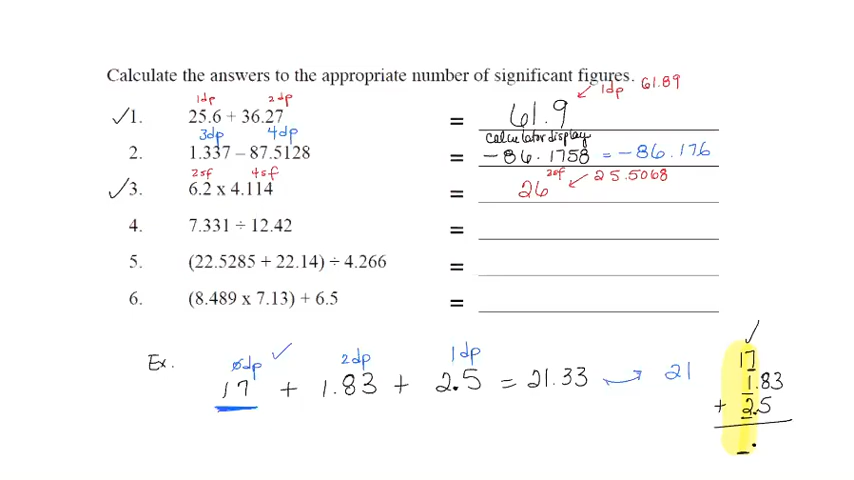 Calculate the answers to the appropriate number of significant figures. 1dp 61.89
1dp 2dp
✓1. 25.6 + 36.27 = 61.9
3dp 4dp calculator display
2. 1.337 – 87.5128 = -86.1758 = -86.176
2sf 4sf 2sf 25.5068
✓3. 6.2 x 4.114 = 26
4. 7.331 ÷ 12.42 =
5. (22.5285 + 22.14) ÷ 4.266 =
6. (8.489 x 7.13) + 6.5 =
Ex. 0dp ✓ 2dp 1dp
17 + 1.83 + 2.5 = 21.33 → 21
✓
17
1.83
+ 2.5
.